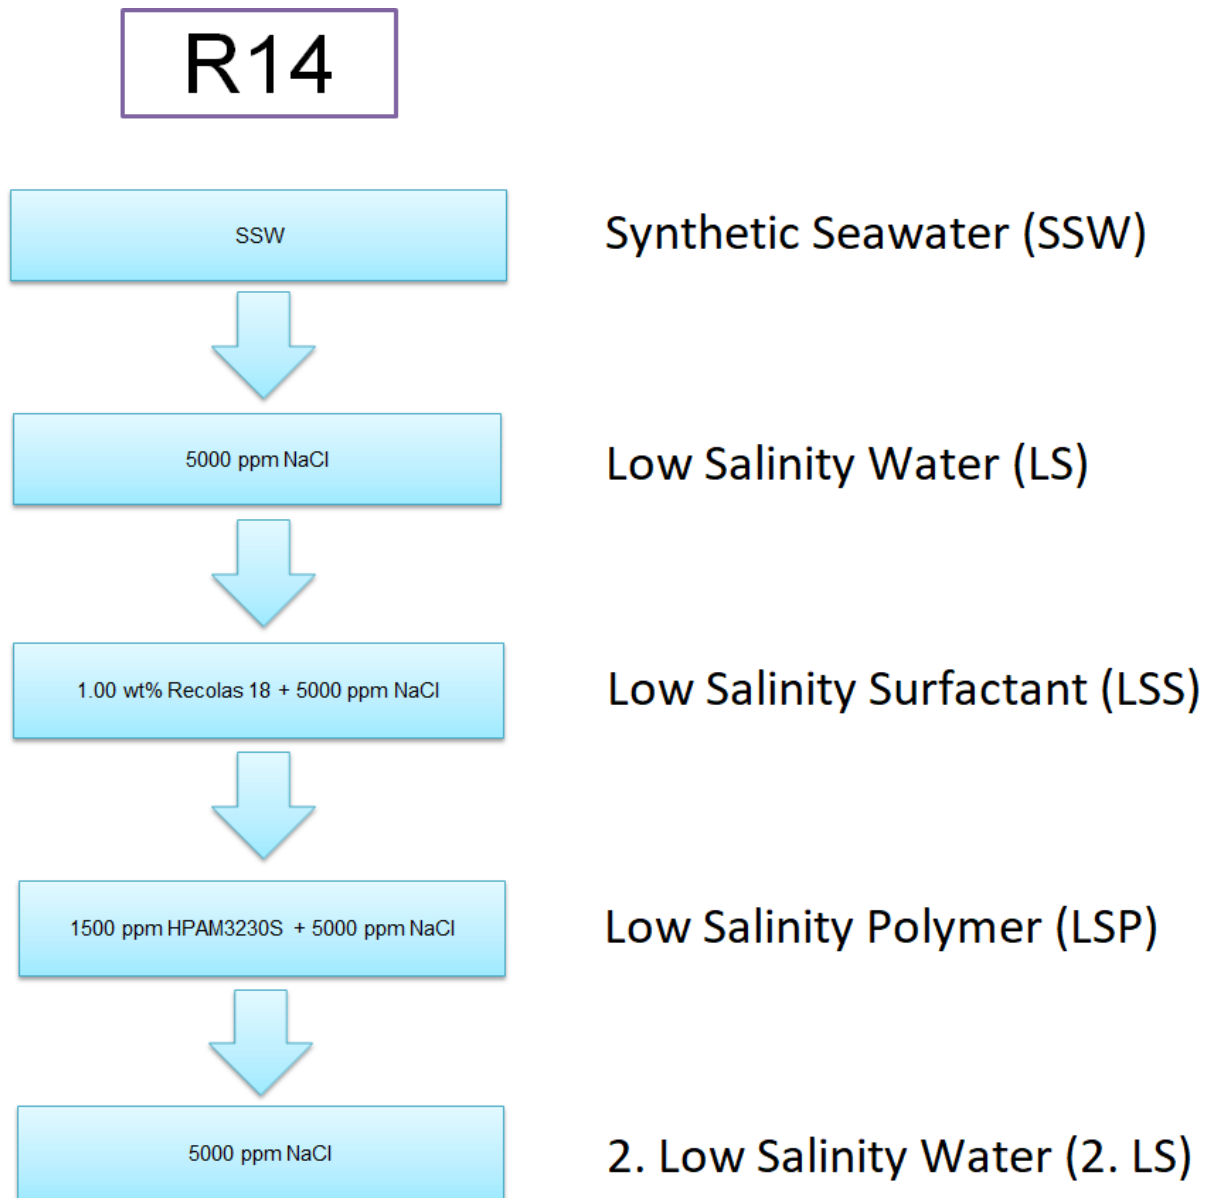 R14
SSW
Synthetic Seawater (SSW)
5000 ppm NaCl
Low Salinity Water (LS)
1.00 wt% Recolas 18 + 5000 ppm NaCl
Low Salinity Surfactant (LSS)
1500 ppm HPAM3230S + 5000 ppm NaCl
Low Salinity Polymer (LSP)
5000 ppm NaCl
2. Low Salinity Water (2. LS)